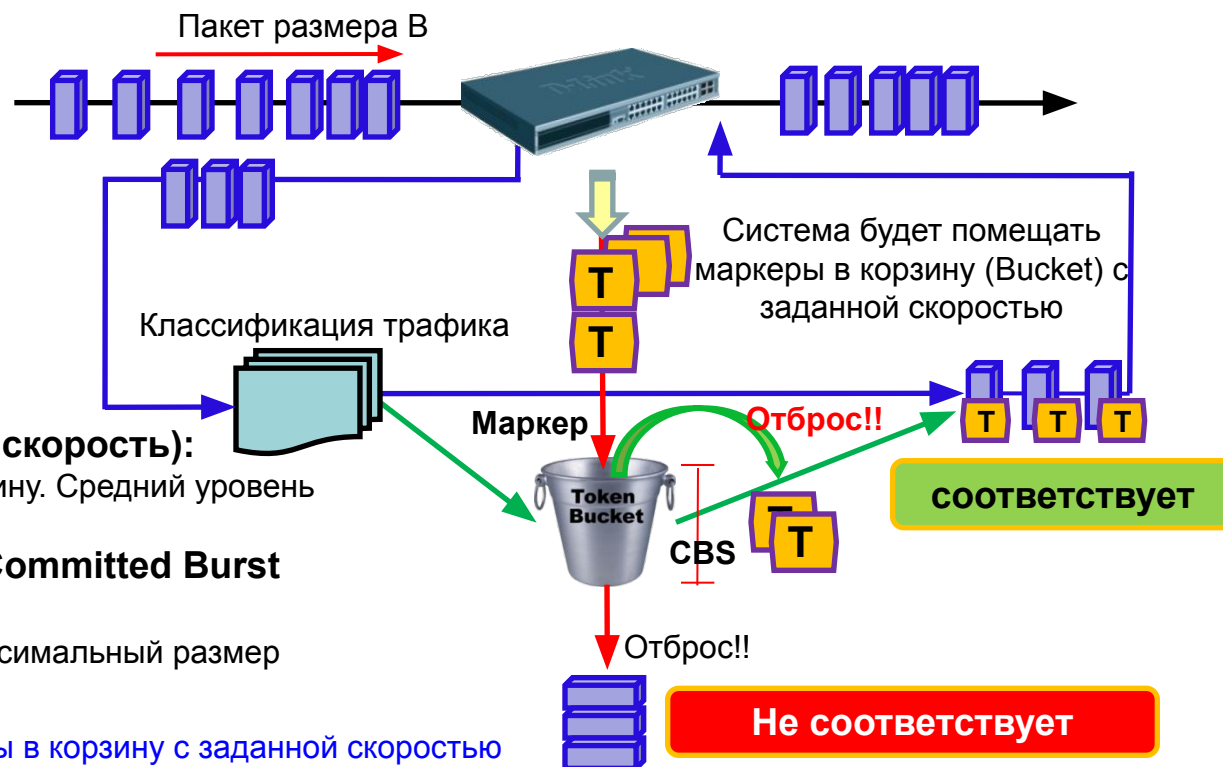 Пакет размера B
D-Link
Система будет помещать
маркеры в корзину (Bucket) с
заданной скоростью
T
T
Классификация трафика
Маркер
Отброс!!
T
T
T
скорость):
ину. Средний уровень
Token
Bucket
T
T
соответствует
CBS
Committed Burst
Отброс!!
симальный размер
Не соответствует
ы в корзину с заданной скоростью